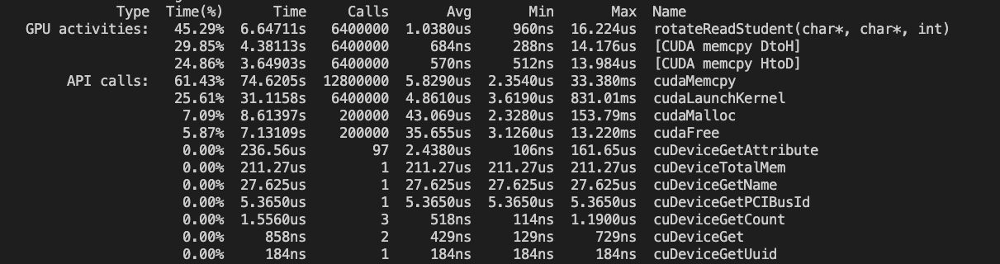 Type Time(%) Time Calls Avg Min Max Name
GPU activities: 45.29% 6.64711s 6400000 1.0380us 960ns 16.224us rotateReadStudent(char*, char*, int)
29.85% 4.38113s 6400000 684ns 288ns 14.176us [CUDA memcpy DtoH]
24.86% 3.64903s 6400000 570ns 512ns 13.984us [CUDA memcpy HtoD]
API calls: 61.43% 74.6205s 12800000 5.8290us 2.3540us 33.380ms cudaMemcpy
25.61% 31.1158s 6400000 4.8610us 3.6190us 831.01ms cudaLaunchKernel
7.09% 8.61397s 200000 43.069us 2.3280us 153.79ms cudaMalloc
5.87% 7.13109s 200000 35.655us 3.1260us 13.220ms cudaFree
0.00% 236.56us 97 2.4380us 106ns 161.65us cuDeviceGetAttribute
0.00% 211.27us 1 211.27us 211.27us 211.27us cuDeviceTotalMem
0.00% 27.625us 1 27.625us 27.625us 27.625us cuDeviceGetName
0.00% 5.3650us 1 5.3650us 5.3650us 5.3650us cuDeviceGetPCIBusId
0.00% 1.5560us 3 518ns 114ns 1.1900us cuDeviceGetCount
0.00% 858ns 2 429ns 129ns 729ns cuDeviceGet
0.00% 184ns 1 184ns 184ns 184ns cuDeviceGetUuid